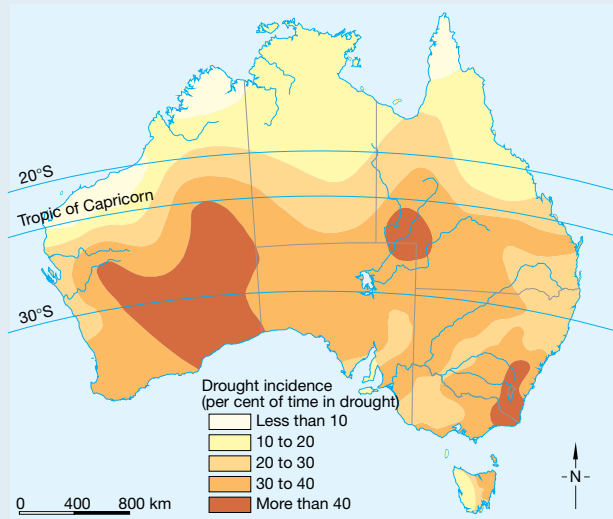 20°S
Tropic of Capricorn
30°S
Drought incidence
(per cent of time in drought)
Less than 10
10 to 20
20 to 30
30 to 40
More than 40
N
0 400 800 km